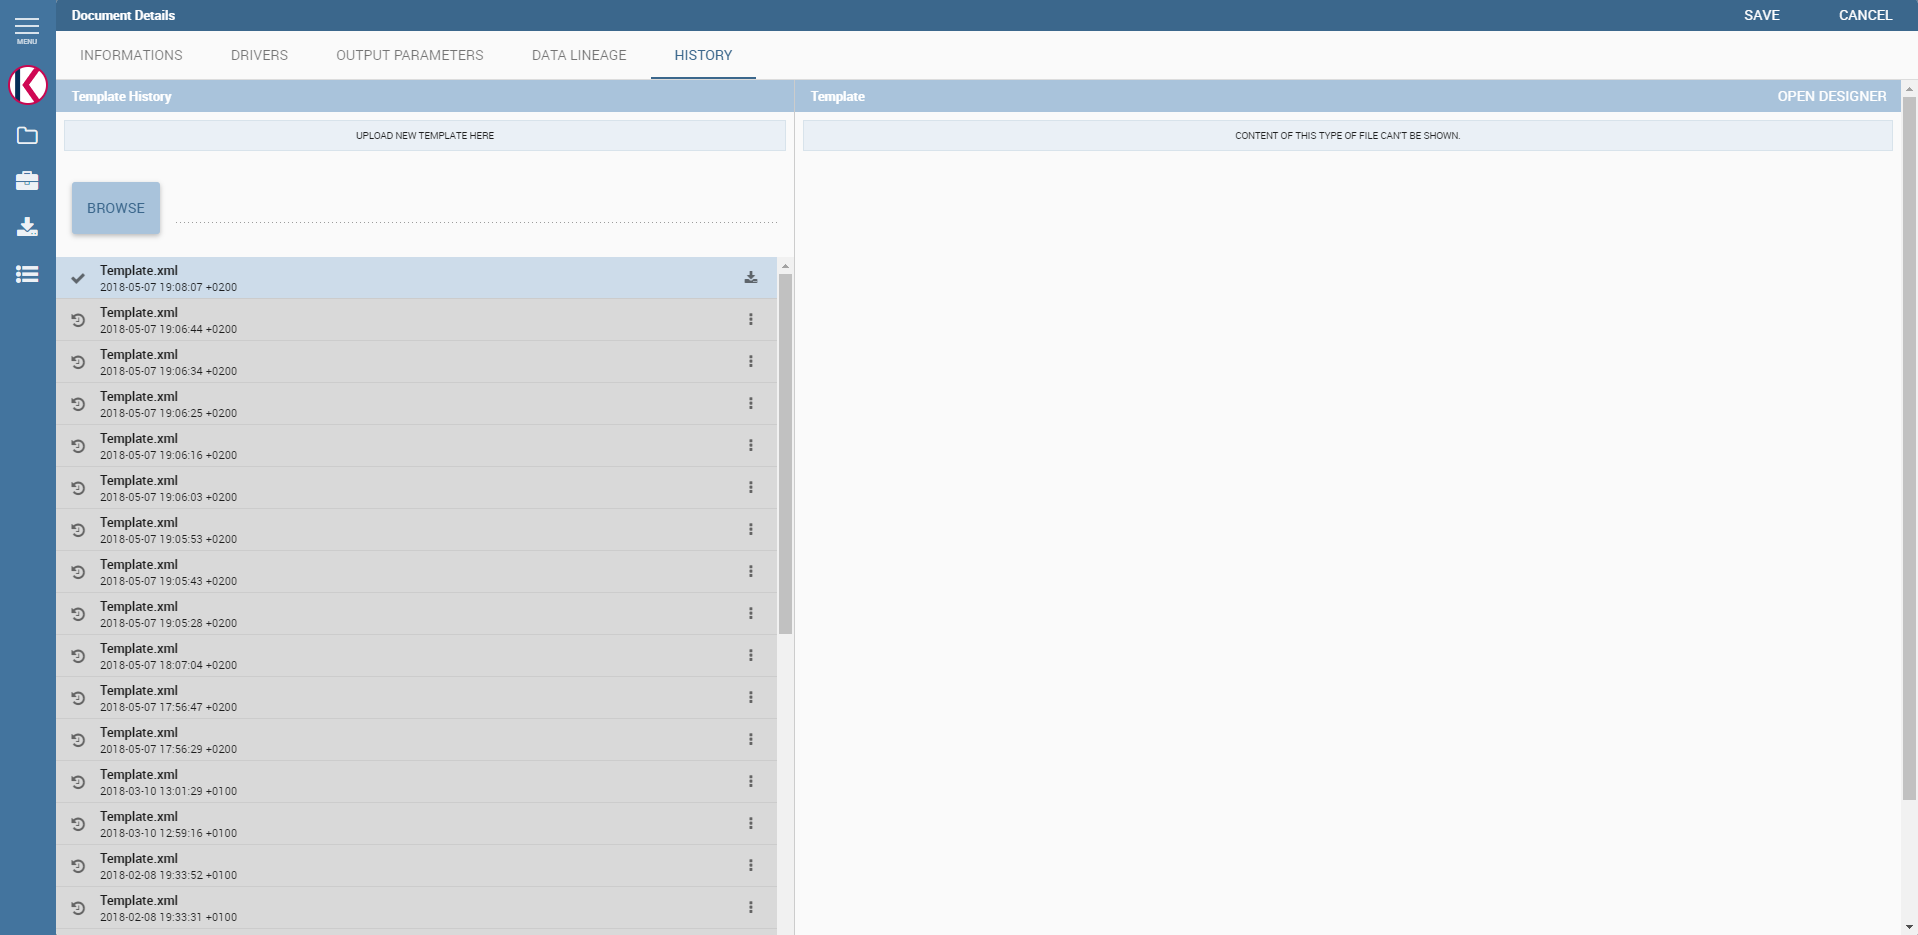 Document Details
SAVE
CANCEL
MENU
INFORMATIONS
DRIVERS
OUTPUT PARAMETERS
DATA LINEAGE
HISTORY
Template History
UPLOAD NEW TEMPLATE HERE
BROWSE
Template.xml
2018-05-07 19:08:07 +0200
Template.xml
2018-05-07 19:06:44 +0200
Template.xml
2018-05-07 19:06:34 +0200
Template.xml
2018-05-07 19:06:25 +0200
Template.xml
2018-05-07 19:06:16 +0200
Template.xml
2018-05-07 19:06:03 +0200
Template.xml
2018-05-07 19:05:53 +0200
Template.xml
2018-05-07 19:05:43 +0200
Template.xml
2018-05-07 19:05:28 +0200
Template.xml
2018-05-07 18:07:04 +0200
Template.xml
2018-05-07 17:56:47 +0200
Template.xml
2018-05-07 17:56:29 +0200
Template.xml
2018-03-10 13:01:29 +0100
Template.xml
2018-03-10 12:59:16 +0100
Template.xml
2018-02-08 19:33:52 +0100
Template.xml
2018-02-08 19:33:31 +0100
Template
OPEN DESIGNER
CONTENT OF THIS TYPE OF FILE CAN'T BE SHOWN.